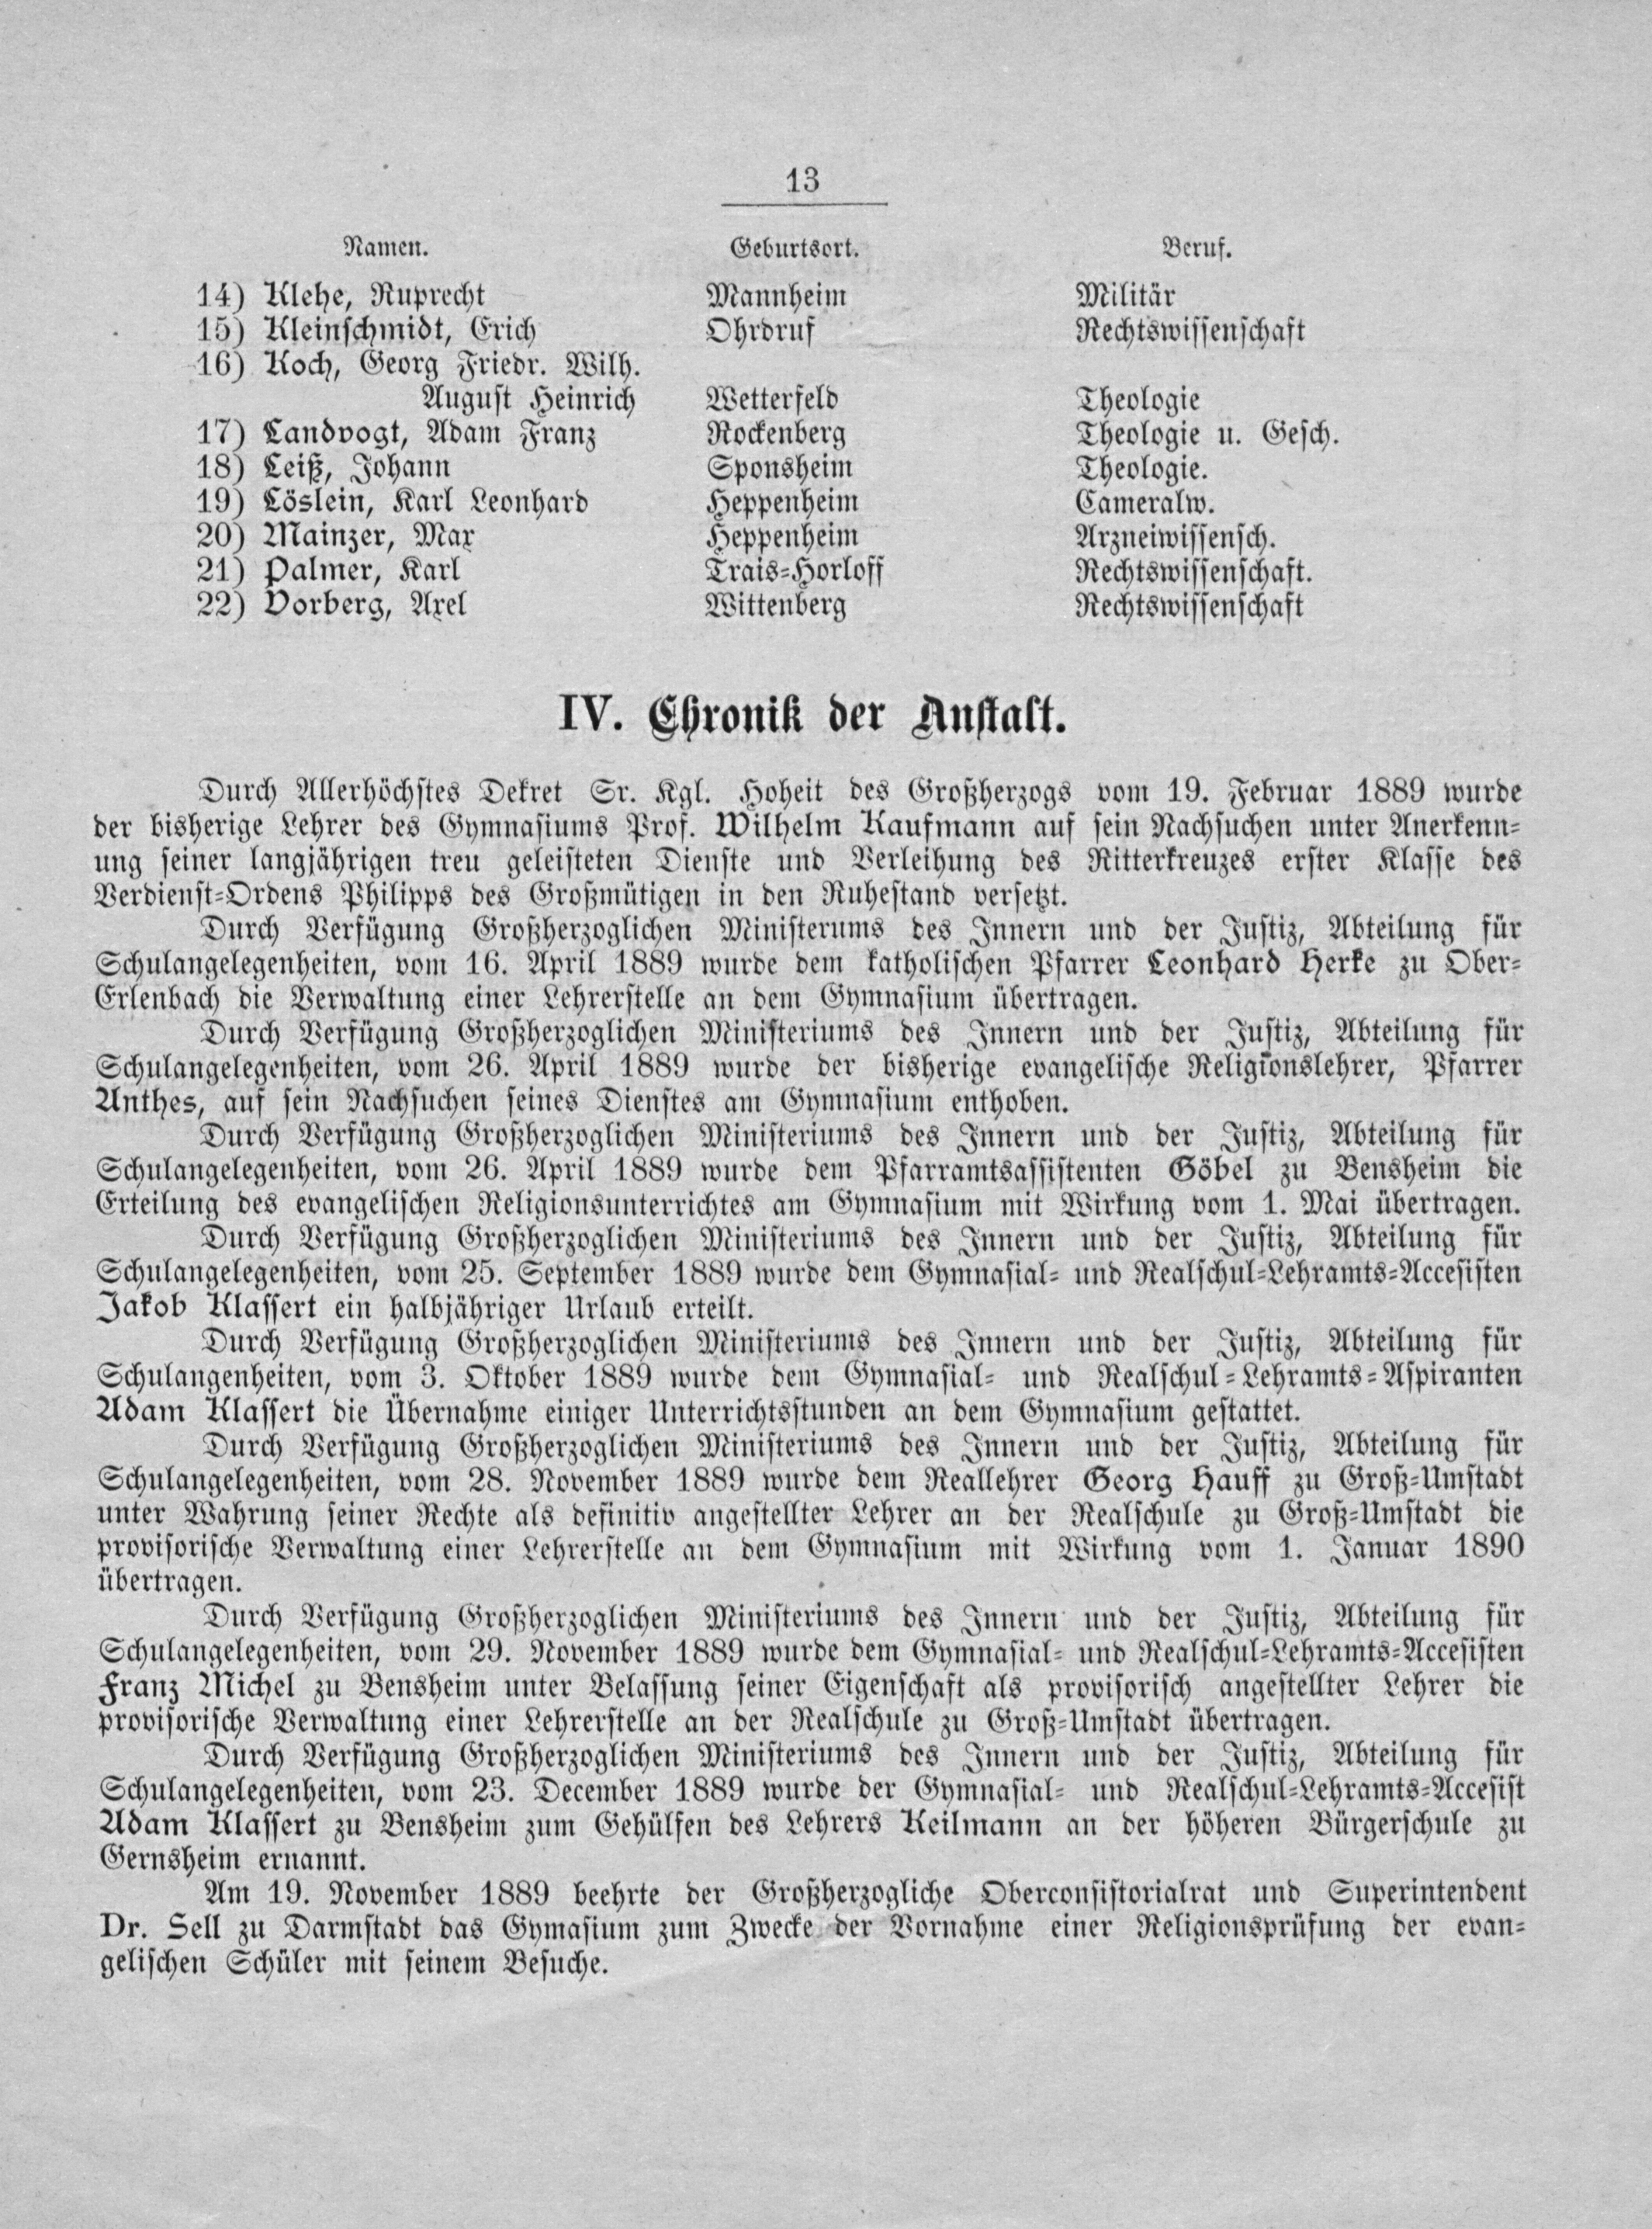 13
Namen. Geburtsort. Beruf.
14) Klehe, Ruprecht Mannheim Militär
15) Kleinschmidt, Erich Ohrdruf Rechtswissenschaft
16) Koch, Georg Friedr. Wilh.
August Heinrich Wetterfeld Theologie
17) Landvogt, Adam Franz Rockenberg Theologie u. Gesch.
18) Leiß, Johann Sponsheim Theologie.
19) Löslein, Karl Leonhard Heppenheim Cameralw.
20) Mainzer, Max Heppenheim Arzneiwissensch.
21) Palmer, Karl Trais-Horloff Rechtswissenschaft.
22) Vorberg, Axel Wittenberg Rechtswissenschaft
IV. Chronik der Anstalt.
Durch Allerhöchstes Dekret Sr. Kgl. Hoheit des Großherzogs vom 19. Februar 1889 wurde
der bisherige Lehrer des Gymnasiums Prof. Wilhelm Kaufmann auf sein Nachsuchen unter Anerkenn-
ung seiner langjährigen treu geleisteten Dienste und Verleihung des Ritterkreuzes erster Klasse des
Verdienst-Ordens Philipps des Großmütigen in den Ruhestand versetzt.
Durch Verfügung Großherzoglichen Ministerums des Innern und der Justiz, Abteilung für
Schulangelegenheiten, vom 16. April 1889 wurde dem katholischen Pfarrer Leonhard Herke zu Ober-
Erlenbach die Verwaltung einer Lehrerstelle an dem Gymnasium übertragen.
Durch Verfügung Großherzoglichen Ministeriums des Innern und der Justiz, Abteilung für
Schulangelegenheiten, vom 26. April 1889 wurde der bisherige evangelische Religionslehrer, Pfarrer
Anthes, auf sein Nachsuchen seines Dienstes am Gymnasium enthoben.
Durch Verfügung Großherzoglichen Ministeriums des Innern und der Justiz, Abteilung für
Schulangelegenheiten, vom 26. April 1889 wurde dem Pfarramtsassistenten Göbel zu Bensheim die
Erteilung des evangelischen Religionsunterrichtes am Gymnasium mit Wirkung vom 1. Mai übertragen.
Durch Verfügung Großherzoglichen Ministeriums des Innern und der Justiz, Abteilung für
Schulangelegenheiten, vom 25. September 1889 wurde dem Gymnasial- und Realschul-Lehramts-Accesisten
Jakob Klassert ein halbjähriger Urlaub erteilt.
Durch Verfügung Großherzoglichen Ministeriums des Innern und der Justiz, Abteilung für
Schulangenheiten, vom 3. Oktober 1889 wurde dem Gymnasial- und Realschul-Lehramts-Aspiranten
Adam Klassert die Übernahme einiger Unterrichtsstunden an dem Gymnasium gestattet.
Durch Verfügung Großherzoglichen Ministeriums des Innern und der Justiz, Abteilung für
Schulangelegenheiten, vom 28. November 1889 wurde dem Reallehrer Georg Hauff zu Groß-Umstadt
unter Wahrung seiner Rechte als definitiv angestellter Lehrer an der Realschule zu Groß-Umstadt die
provisorische Verwaltung einer Lehrerstelle an dem Gymnasium mit Wirkung vom 1. Januar 1890
übertragen.
Durch Verfügung Großherzoglichen Ministeriums des Innern und der Justiz, Abteilung für
Schulangelegenheiten, vom 29. November 1889 wurde dem Gymnasial- und Realschul-Lehramts-Accesisten
Franz Michel zu Bensheim unter Belassung seiner Eigenschaft als provisorisch angestellter Lehrer die
provisorische Verwaltung einer Lehrerstelle an der Realschule zu Groß-Umstadt übertragen.
Durch Verfügung Großherzoglichen Ministeriums des Innern und der Justiz, Abteilung für
Schulangelegenheiten, vom 23. December 1889 wurde der Gymnasial- und Realschul-Lehramts-Accesist
Adam Klassert zu Bensheim zum Gehülfen des Lehrers Keilmann an der höheren Bürgerschule zu
Gernsheim ernannt.
Am 19. November 1889 beehrte der Großherzogliche Oberconsistorialrat und Superintendent
Dr. Sell zu Darmstadt das Gymasium zum Zwecke der Vornahme einer Religionsprüfung der evan-
gelischen Schüler mit seinem Besuche.